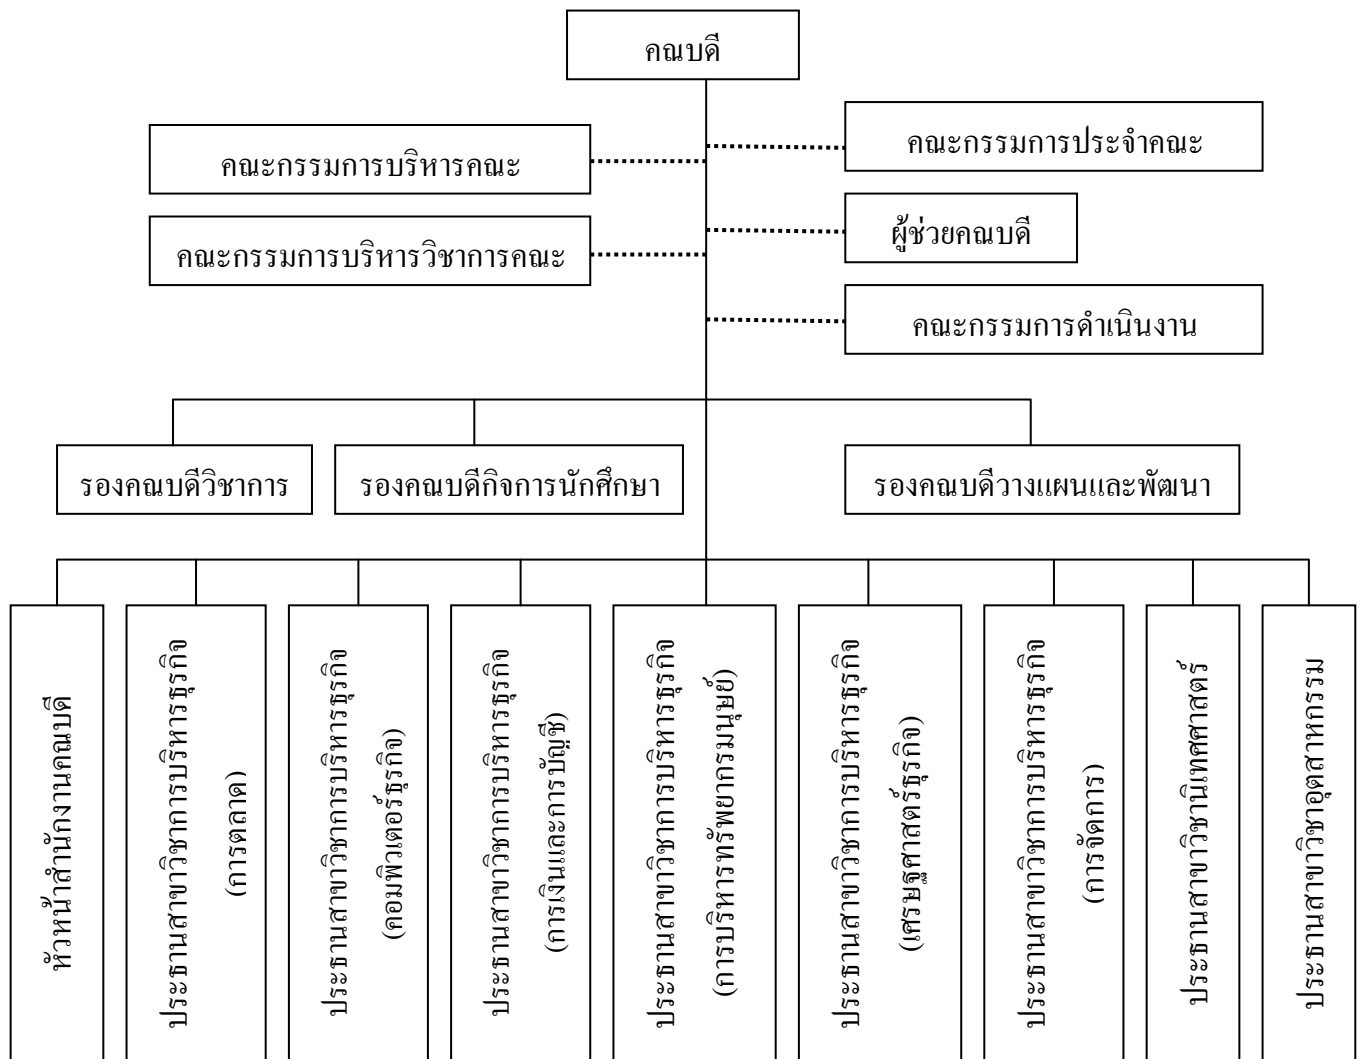 คณบดี
คณะกรรมการบริหารคณะ
คณะกรรมการประจำคณะ
คณะกรรมการบริหารวิชาการคณะ
ผู้ช่วยคณบดี
คณะกรรมการดำเนินงาน
รองคณบดีวิชาการ
รองคณบดีกิจการนักศึกษา
รองคณบดีวางแผนและพัฒนา
หัวหน้าสำนักงานคณบดี
ประธานสาขาวิชาการบริหารธุรกิจ
(การตลาด)
ประธานสาขาวิชาการบริหารธุรกิจ
(คอมพิวเตอร์ธุรกิจ)
ประธานสาขาวิชาการบริหารธุรกิจ
(การเงินและการบัญชี)
ประธานสาขาวิชาการบริหารธุรกิจ
(การบริหารทรัพยากรมนุษย์)
ประธานสาขาวิชาการบริหารธุรกิจ
(เศรษฐศาสตร์ธุรกิจ)
ประธานสาขาวิชาการบริหารธุรกิจ
(การจัดการ)
ประธานสาขาวิชานิเทศศาสตร์
ประธานสาขาวิชาอุตสาหกรรม